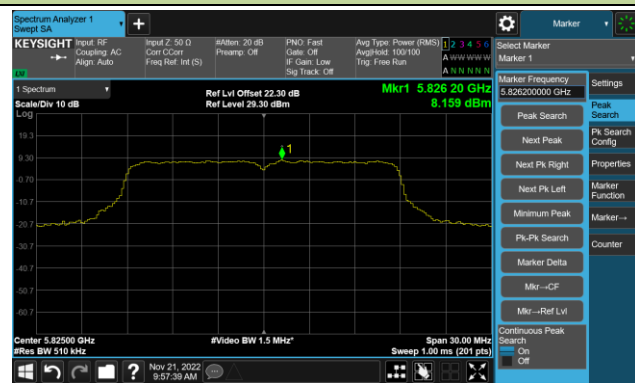 Spectrum Analyzer 1
Swept SA
Marker
KEYSIGHT
Input: RF
Coupling: AC
Align: Auto
Input Z: 50 Ω
Corr CCorr
Freq Ref: Int (S)
#Atten: 20 dB
Preamp: Off
PNO: Fast
Gate: Off
IF Gain: Low
Sig Track: Off
Avg Type: Power (RMS)
Avg|Hold: 100/100
Trig: Free Run
1 2 3 4 5 6
A W W W W W
A N N N N N
LV
Select Marker
Marker 1
1 Spectrum
Scale/Div 10 dB
Log
Ref Lvl Offset 22.30 dB
Ref Level 29.30 dBm
Mkr1 5.826 20 GHz
8.159 dBm
19.3
9.30
-0.70
-10.7
-20.7
-30.7
-40.7
-50.7
-60.7
1
Center 5.82500 GHz
#Res BW 510 kHz
#Video BW 1.5 MHz*
Span 30.00 MHz
Sweep 1.00 ms (201 pts)
Marker Frequency
5.826200000 GHz
Peak Search
Next Peak
Next Pk Right
Next Pk Left
Minimum Peak
Pk-Pk Search
Marker Delta
Mkr→CF
Mkr→Ref Lvl
Continuous Peak
Search
On
Off
Settings
Peak
Search
Pk Search
Config
Properties
Marker
Function
Marker→
Counter
?
Nov 21, 2022
9:57:39 AM